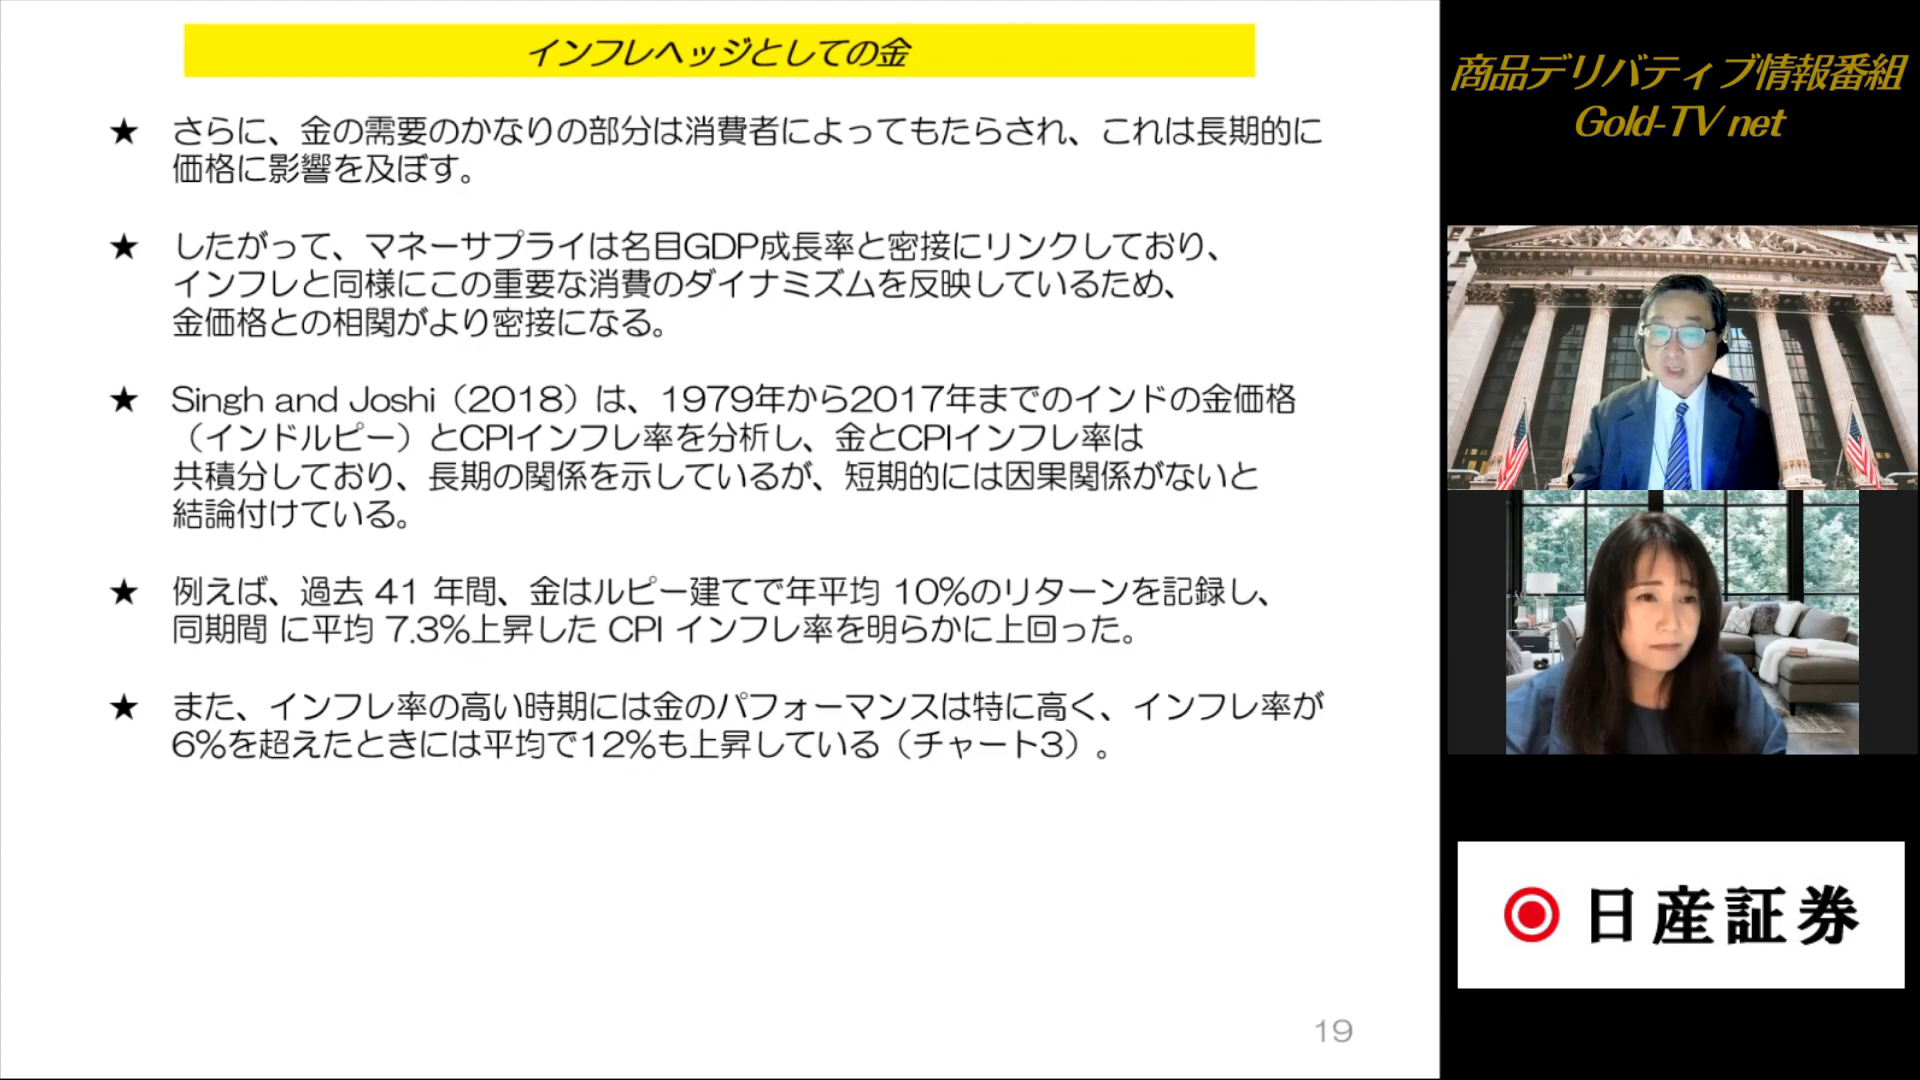 インフレヘッジとしての金
★ さらに、金の需要のかなりの部分は消費者によってもたらされ、これは長期的に
価格に影響を及ぼす。
★ したがって、マネーサプライは名目GDP成長率と密接にリンクしており、
インフレと同様にこの重要な消費のダイナミズムを反映しているため、
金価格との相関がより密接になる。
★ Singh and Joshi（2018）は、1979年から2017年までのインドの金価格
（インドルピー）とCPIインフレ率を分析し、金とCPIインフレ率は
共積分しており、長期の関係を示しているが、短期的には因果関係がないと
結論付けている。
★ 例えば、過去 41 年間、金はルピー建てで年平均 10%のリターンを記録し、
同期間 に平均 7.3%上昇した CPI インフレ率を明らかに上回った。
★ また、インフレ率の高い時期には金のパフォーマンスは特に高く、インフレ率が
6%を超えたときには平均で12%も上昇している（チャート3）。
19
商品デリバティブ情報番組
Gold-TV net
日産証券